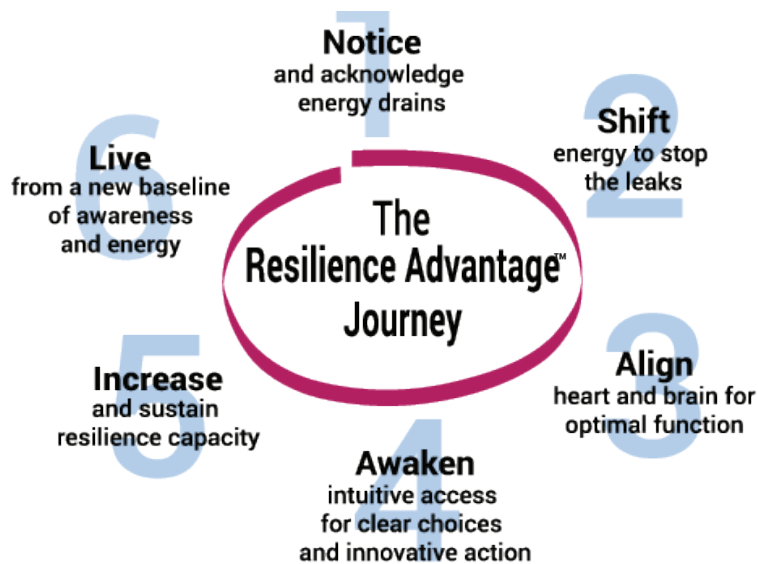 The
Resilience Advantage™
Journey
1
Notice
and acknowledge
energy drains
2
Shift
energy to stop
the leaks
3
Align
heart and brain for
optimal function
4
Awaken
intuitive access
for clear choices
and innovative action
5
Increase
and sustain
resilience capacity
6
Live
from a new baseline
of awareness
and energy